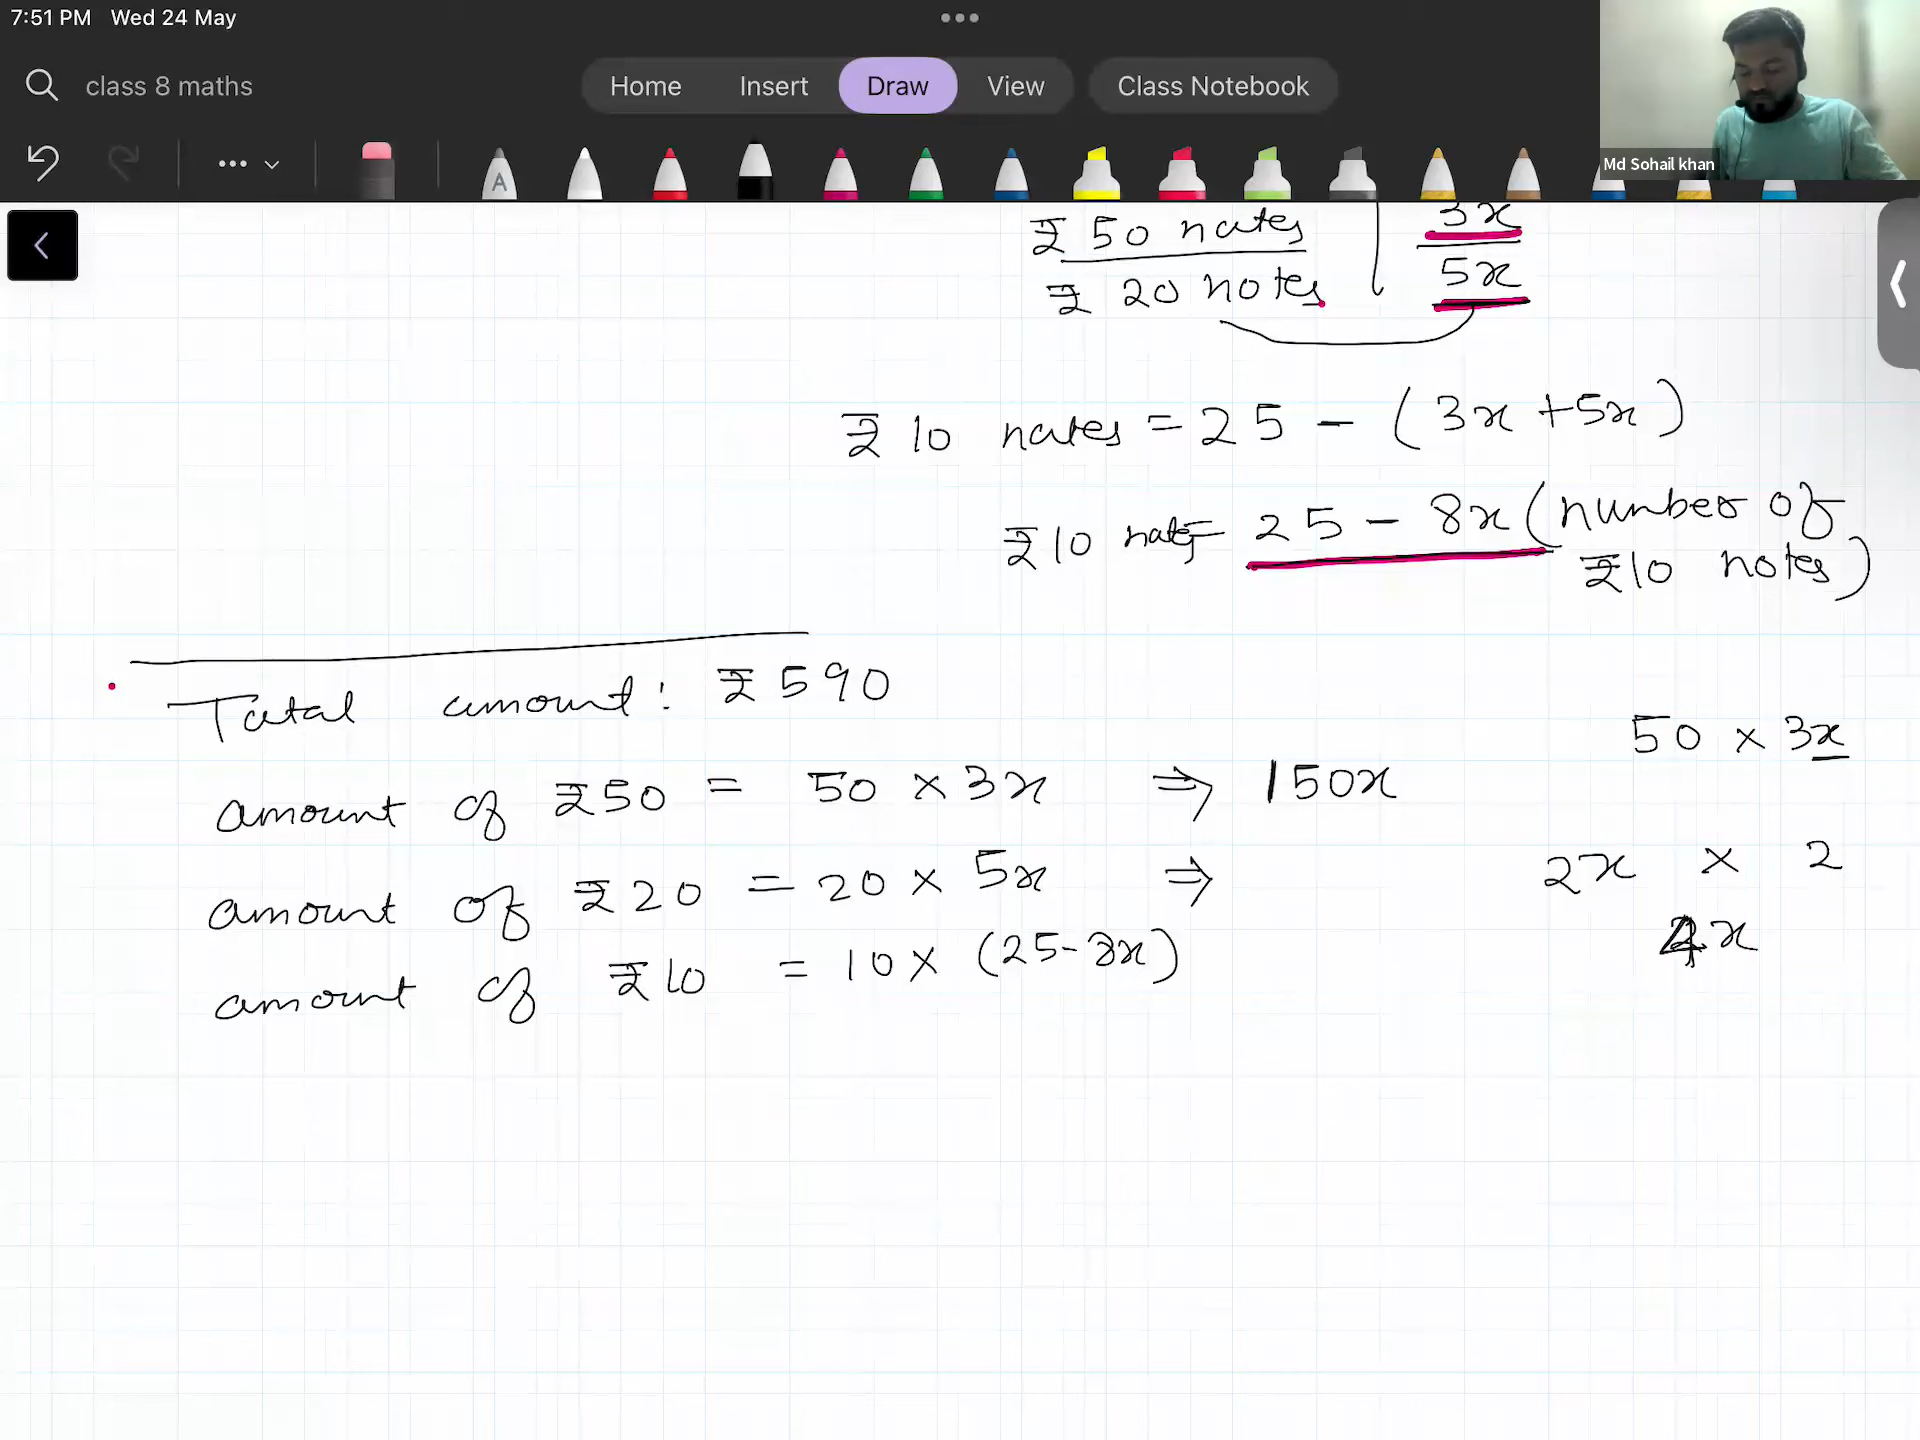 7:51 PM Wed 24 May
class 8 maths
Home Insert Draw View Class Notebook
A
Md Sohail khan
₹ 50 nates 3x
₹ 20 notes 5x
₹ 10 nates = 25 - (3x + 5x)
₹10 nates = 25 - 8x (number of
₹10 notes)
Total amount: ₹590
50 × 3x
amount of ₹50 = 50 × 3x ⇒ 150x
2x × 2
amount of ₹20 = 20 × 5x ⇒
4x
amount of ₹10 = 10 × (25-8x)